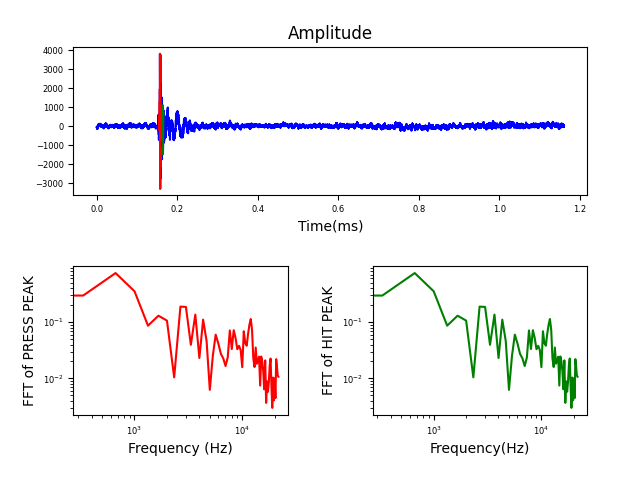 Amplitude
4000
3000
2000
1000
0
−1000
−2000
−3000
0.0 0.2 0.4 0.6 0.8 1.0 1.2
Time(ms)
FFT of PRESS PEAK
10⁻¹
10⁻²
10³ 10⁴
Frequency (Hz)
FFT of HIT PEAK
10⁻¹
10⁻²
10³ 10⁴
Frequency(Hz)